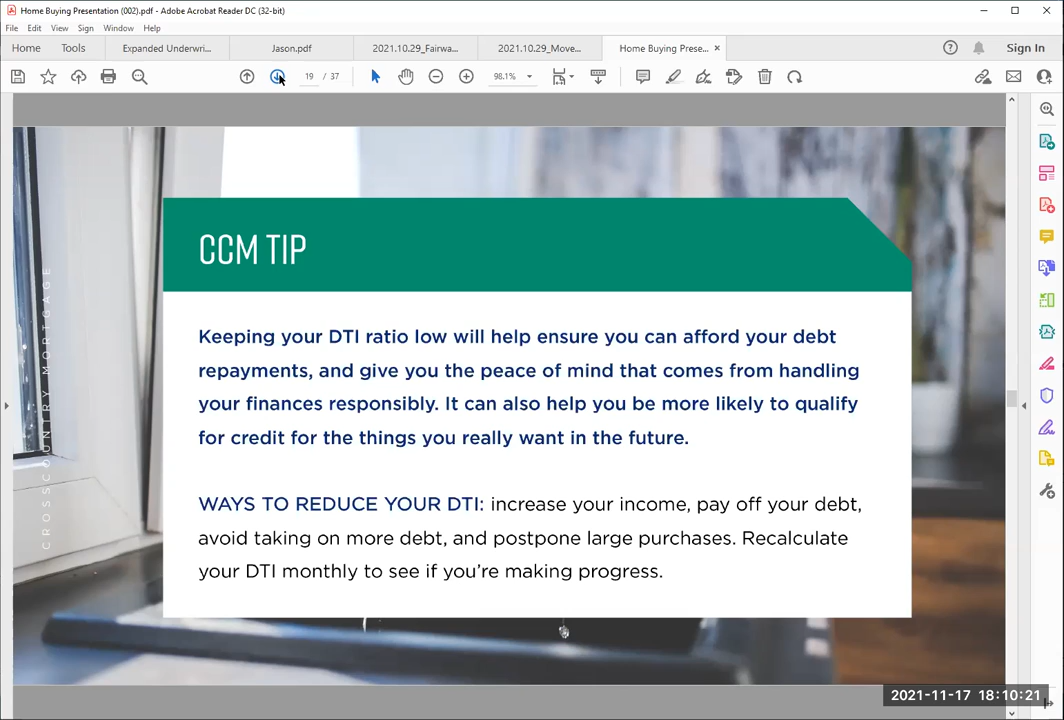 Home Buying Presentation (002).pdf - Adobe Acrobat Reader DC (32-bit)
File Edit View Sign Window Help
Home Tools Expanded Underwri... Jason.pdf 2021.10.29_Fairwa... 2021.10.29_Move... Home Buying Prese... × Sign In
19 / 37 98.1%
CCM TIP
Keeping your DTI ratio low will help ensure you can afford your debt
repayments, and give you the peace of mind that comes from handling
your finances responsibly. It can also help you be more likely to qualify
for credit for the things you really want in the future.
WAYS TO REDUCE YOUR DTI: increase your income, pay off your debt,
avoid taking on more debt, and postpone large purchases. Recalculate
your DTI monthly to see if you're making progress.
CROSSCOUNTRY MORTGAGE
2021-11-17 18:10:21